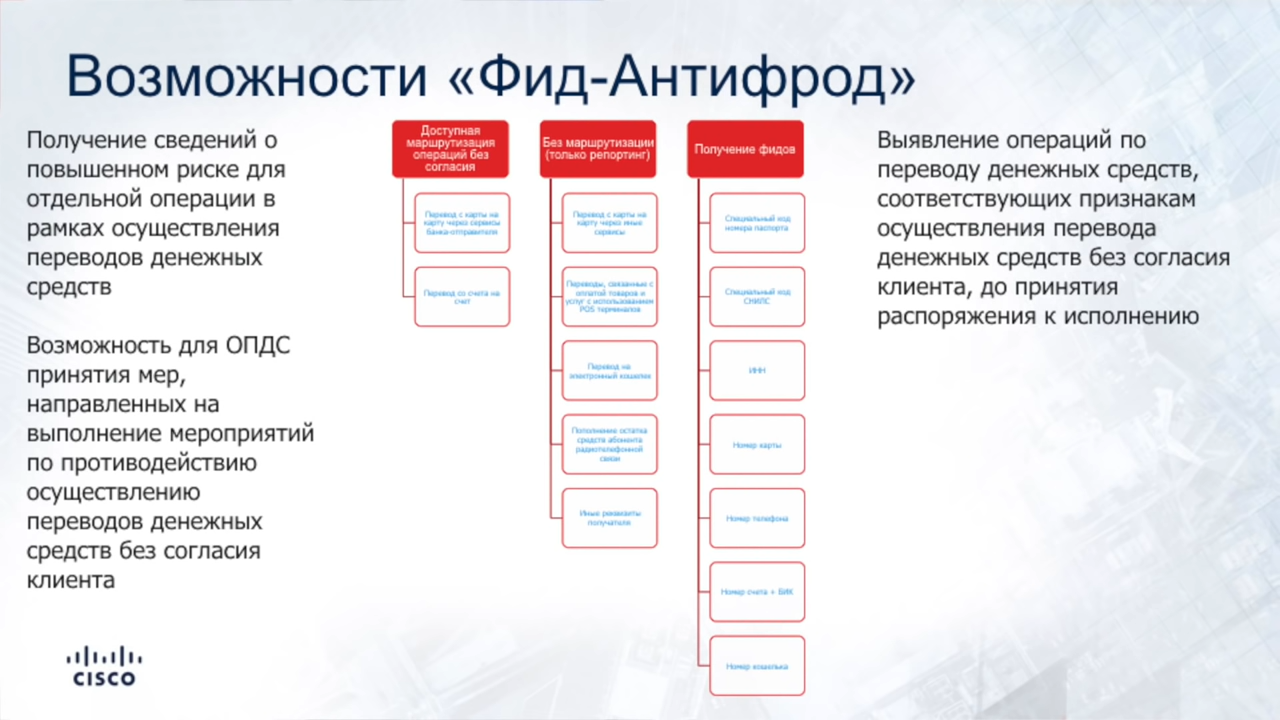 Возможности «Фид-Антифрод»
Получение сведений о
повышенном риске для
отдельной операции в
рамках осуществления
переводов денежных
средств
Возможность для ОПДС
принятия мер,
направленных на
выполнение мероприятий
по противодействию
осуществлению
переводов денежных
средств без согласия
клиента
Доступная
маршрутизация
операций без
согласия
Перевод с карты на
карту через сервисы
банка-отправителя
Перевод со счета на
счет
Без маршрутизации
(только репортинг)
Перевод с карты на
карту через иные
сервисы
Переводы, связанные с
оплатой товаров и
услуг с использованием
POS терминалов
Перевод на
электронный кошелек
Пополнение остатка
средств абонента
радиотелефонной
связи
Иные реквизиты
получателя
Получение фидов
Специальный код
номера паспорта
Специальный код
СНИЛС
ИНН
Номер карты
Номер телефона
Номер счета + БИК
Номер кошелька
Выявление операций по
переводу денежных средств,
соответствующих признакам
осуществления перевода
денежных средств без согласия
клиента, до принятия
распоряжения к исполнению
CISCO